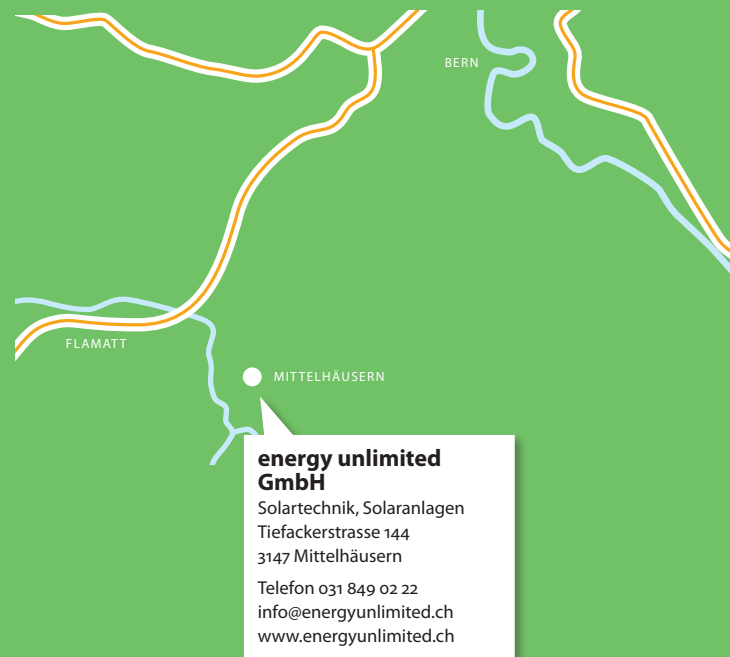 BERN
FLAMATT
MITTELHÄUSERN
energy unlimited
GmbH
Solartechnik, Solaranlagen
Tiefackerstrasse 144
3147 Mittelhäusern
Telefon 031 849 02 22
info@energyunlimited.ch
www.energyunlimited.ch